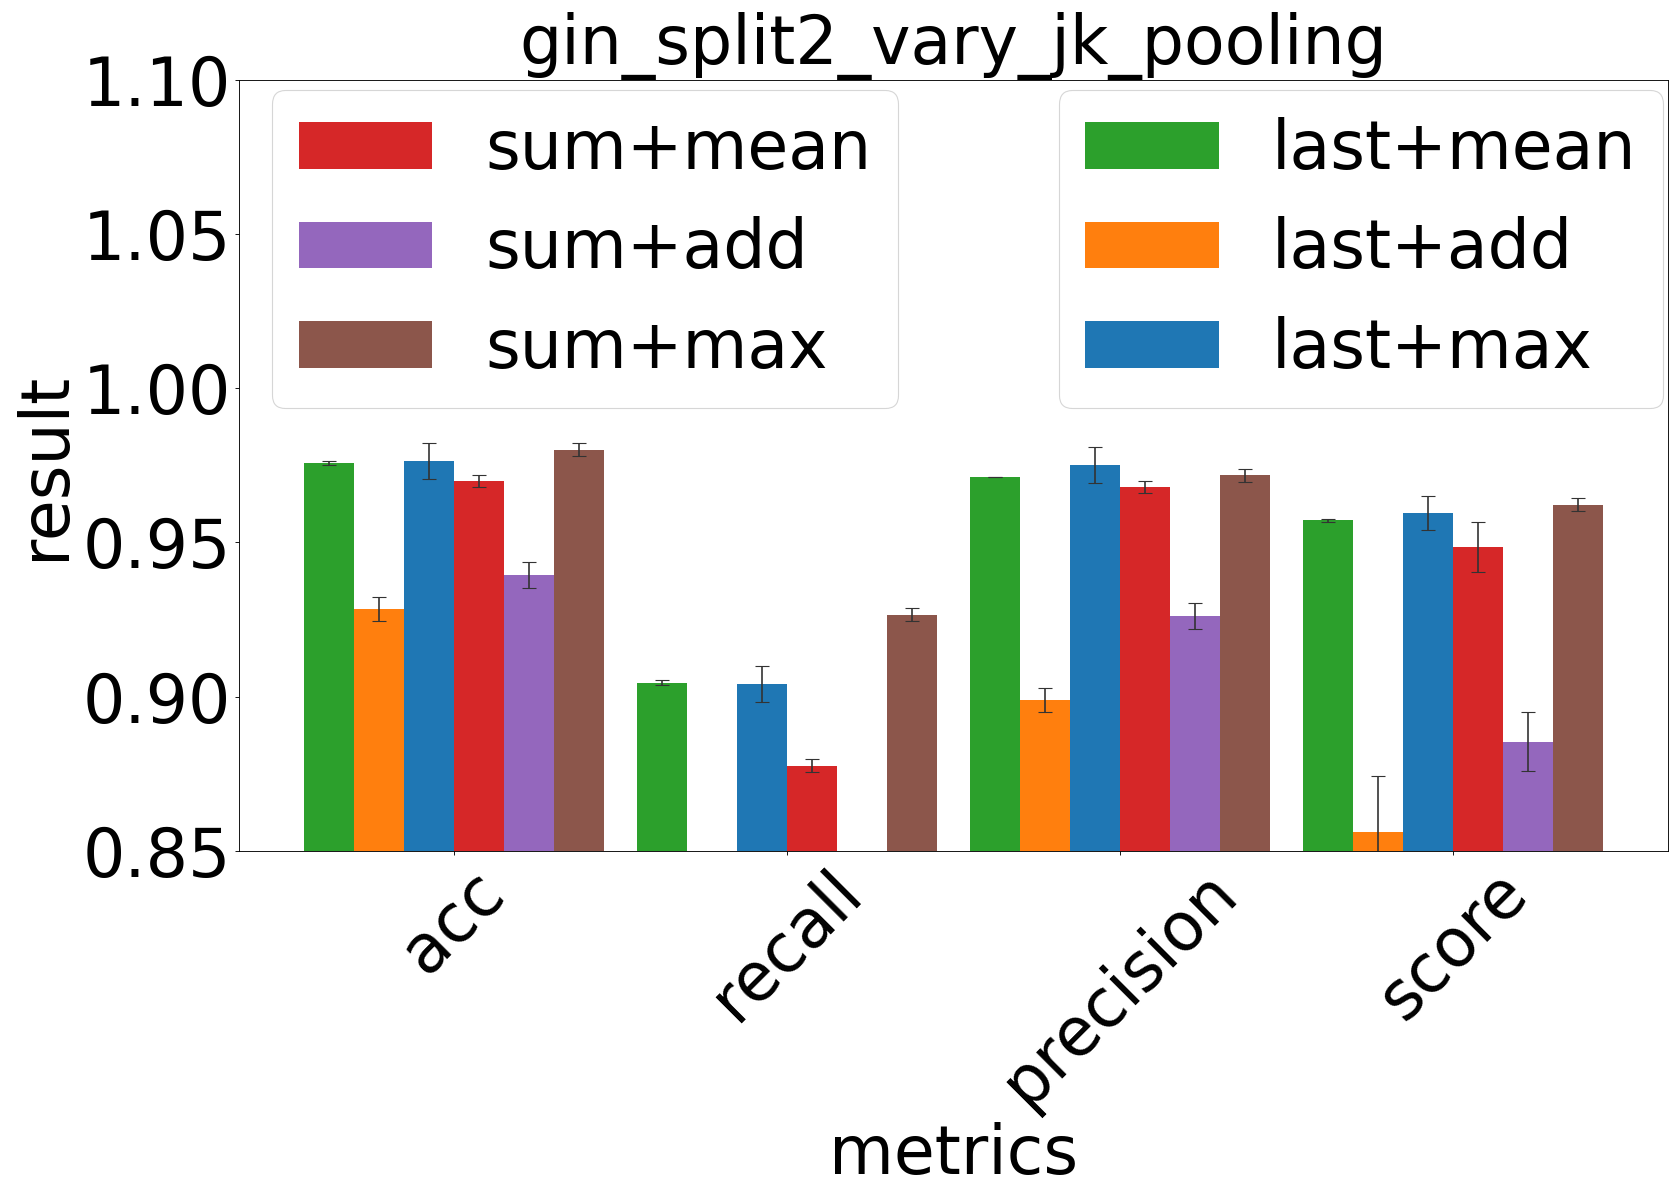 gin_split2_vary_jk_pooling
sum+mean
sum+add
sum+max
last+mean
last+add
last+max
result
1.10
1.05
1.00
0.95
0.90
0.85
acc
recall
precision
score
metrics